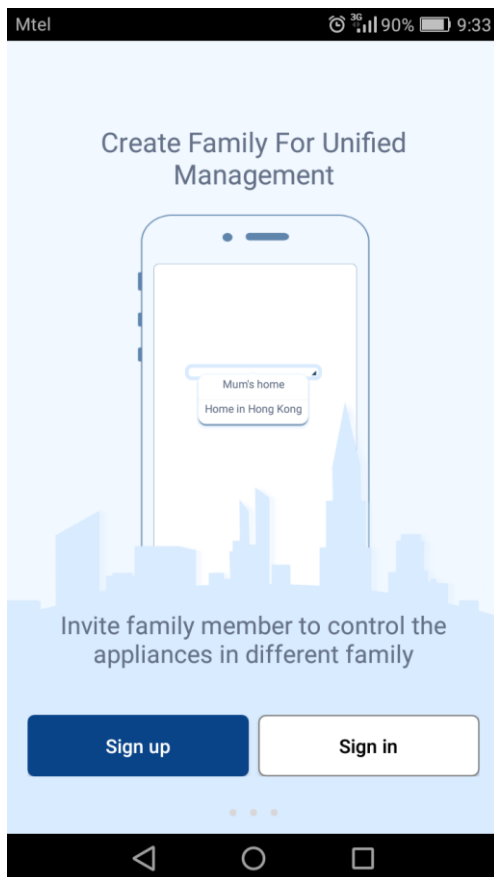 Mtel 3G 90% 9:33
Create Family For Unified
Management
Mum's home
Home in Hong Kong
Invite family member to control the
appliances in different family
Sign up Sign in